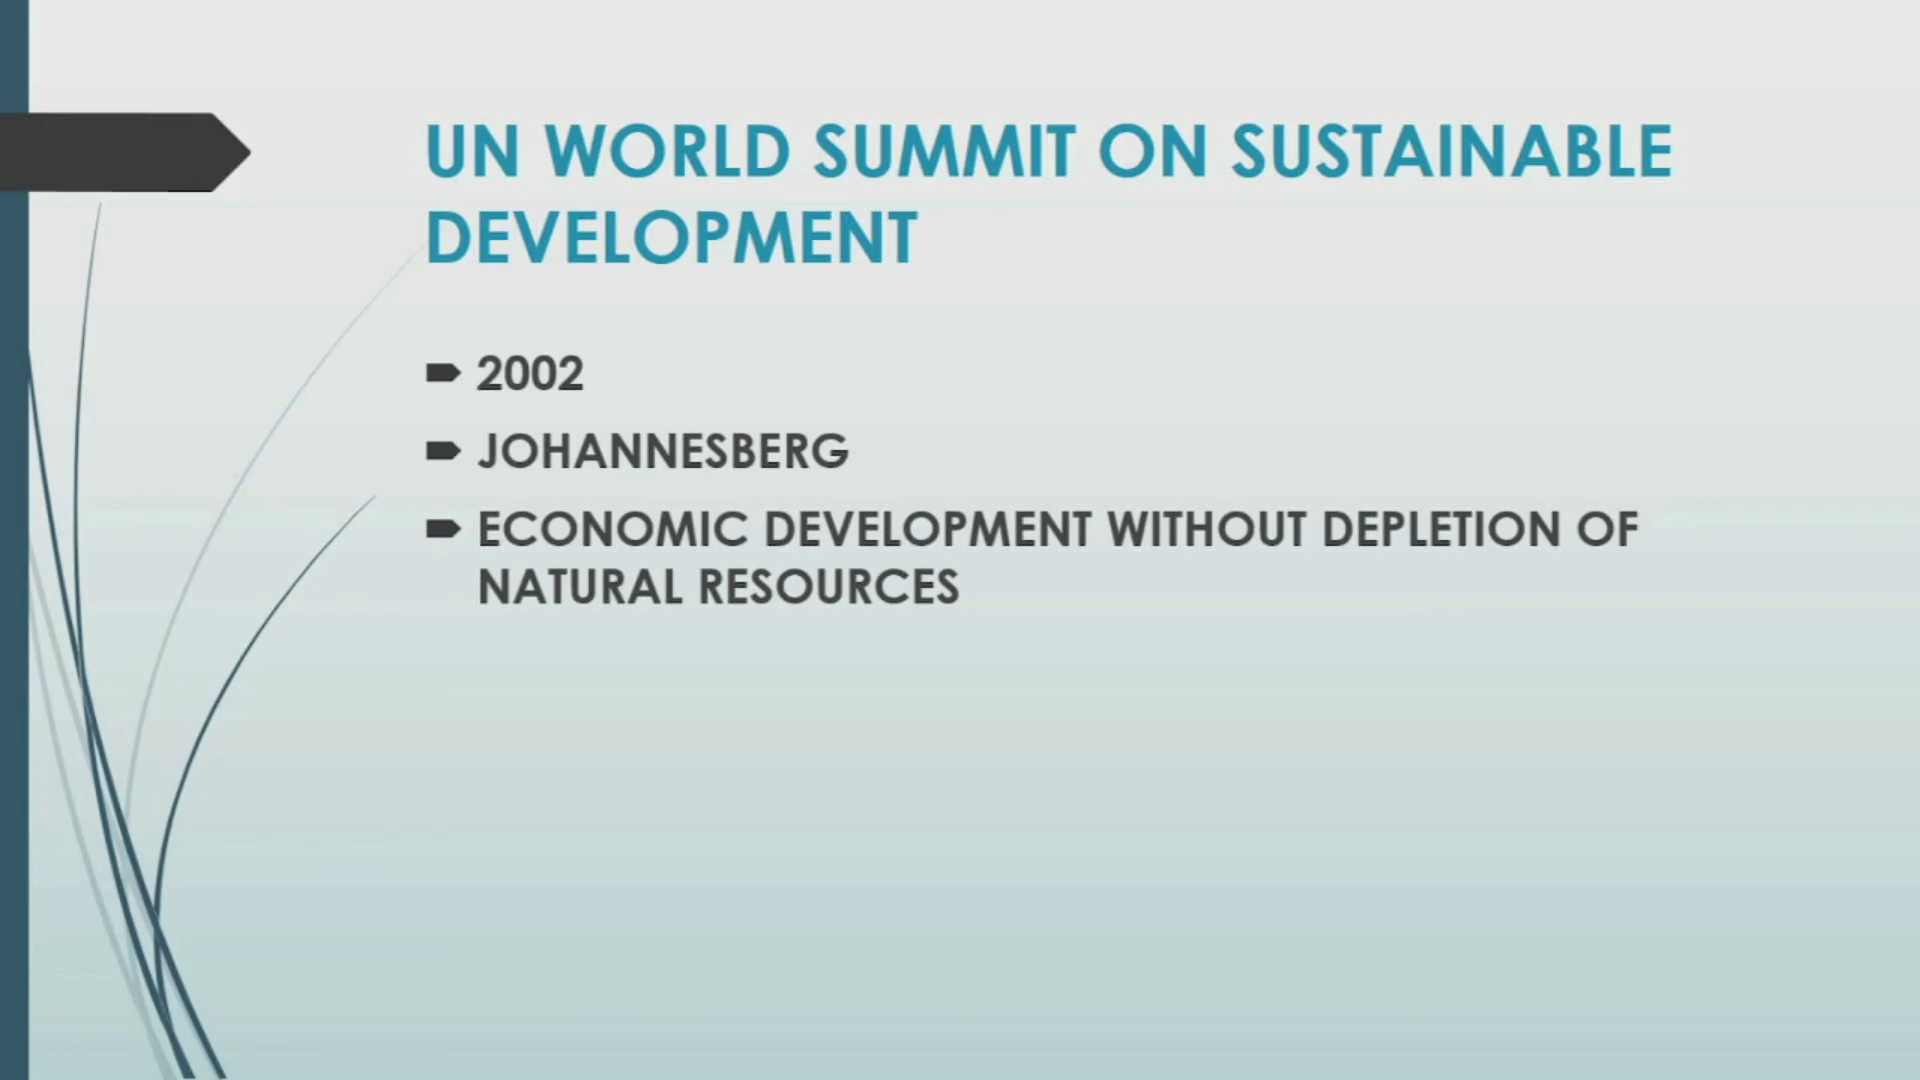 UN WORLD SUMMIT ON SUSTAINABLE
DEVELOPMENT
2002
JOHANNESBERG
ECONOMIC DEVELOPMENT WITHOUT DEPLETION OF
NATURAL RESOURCES